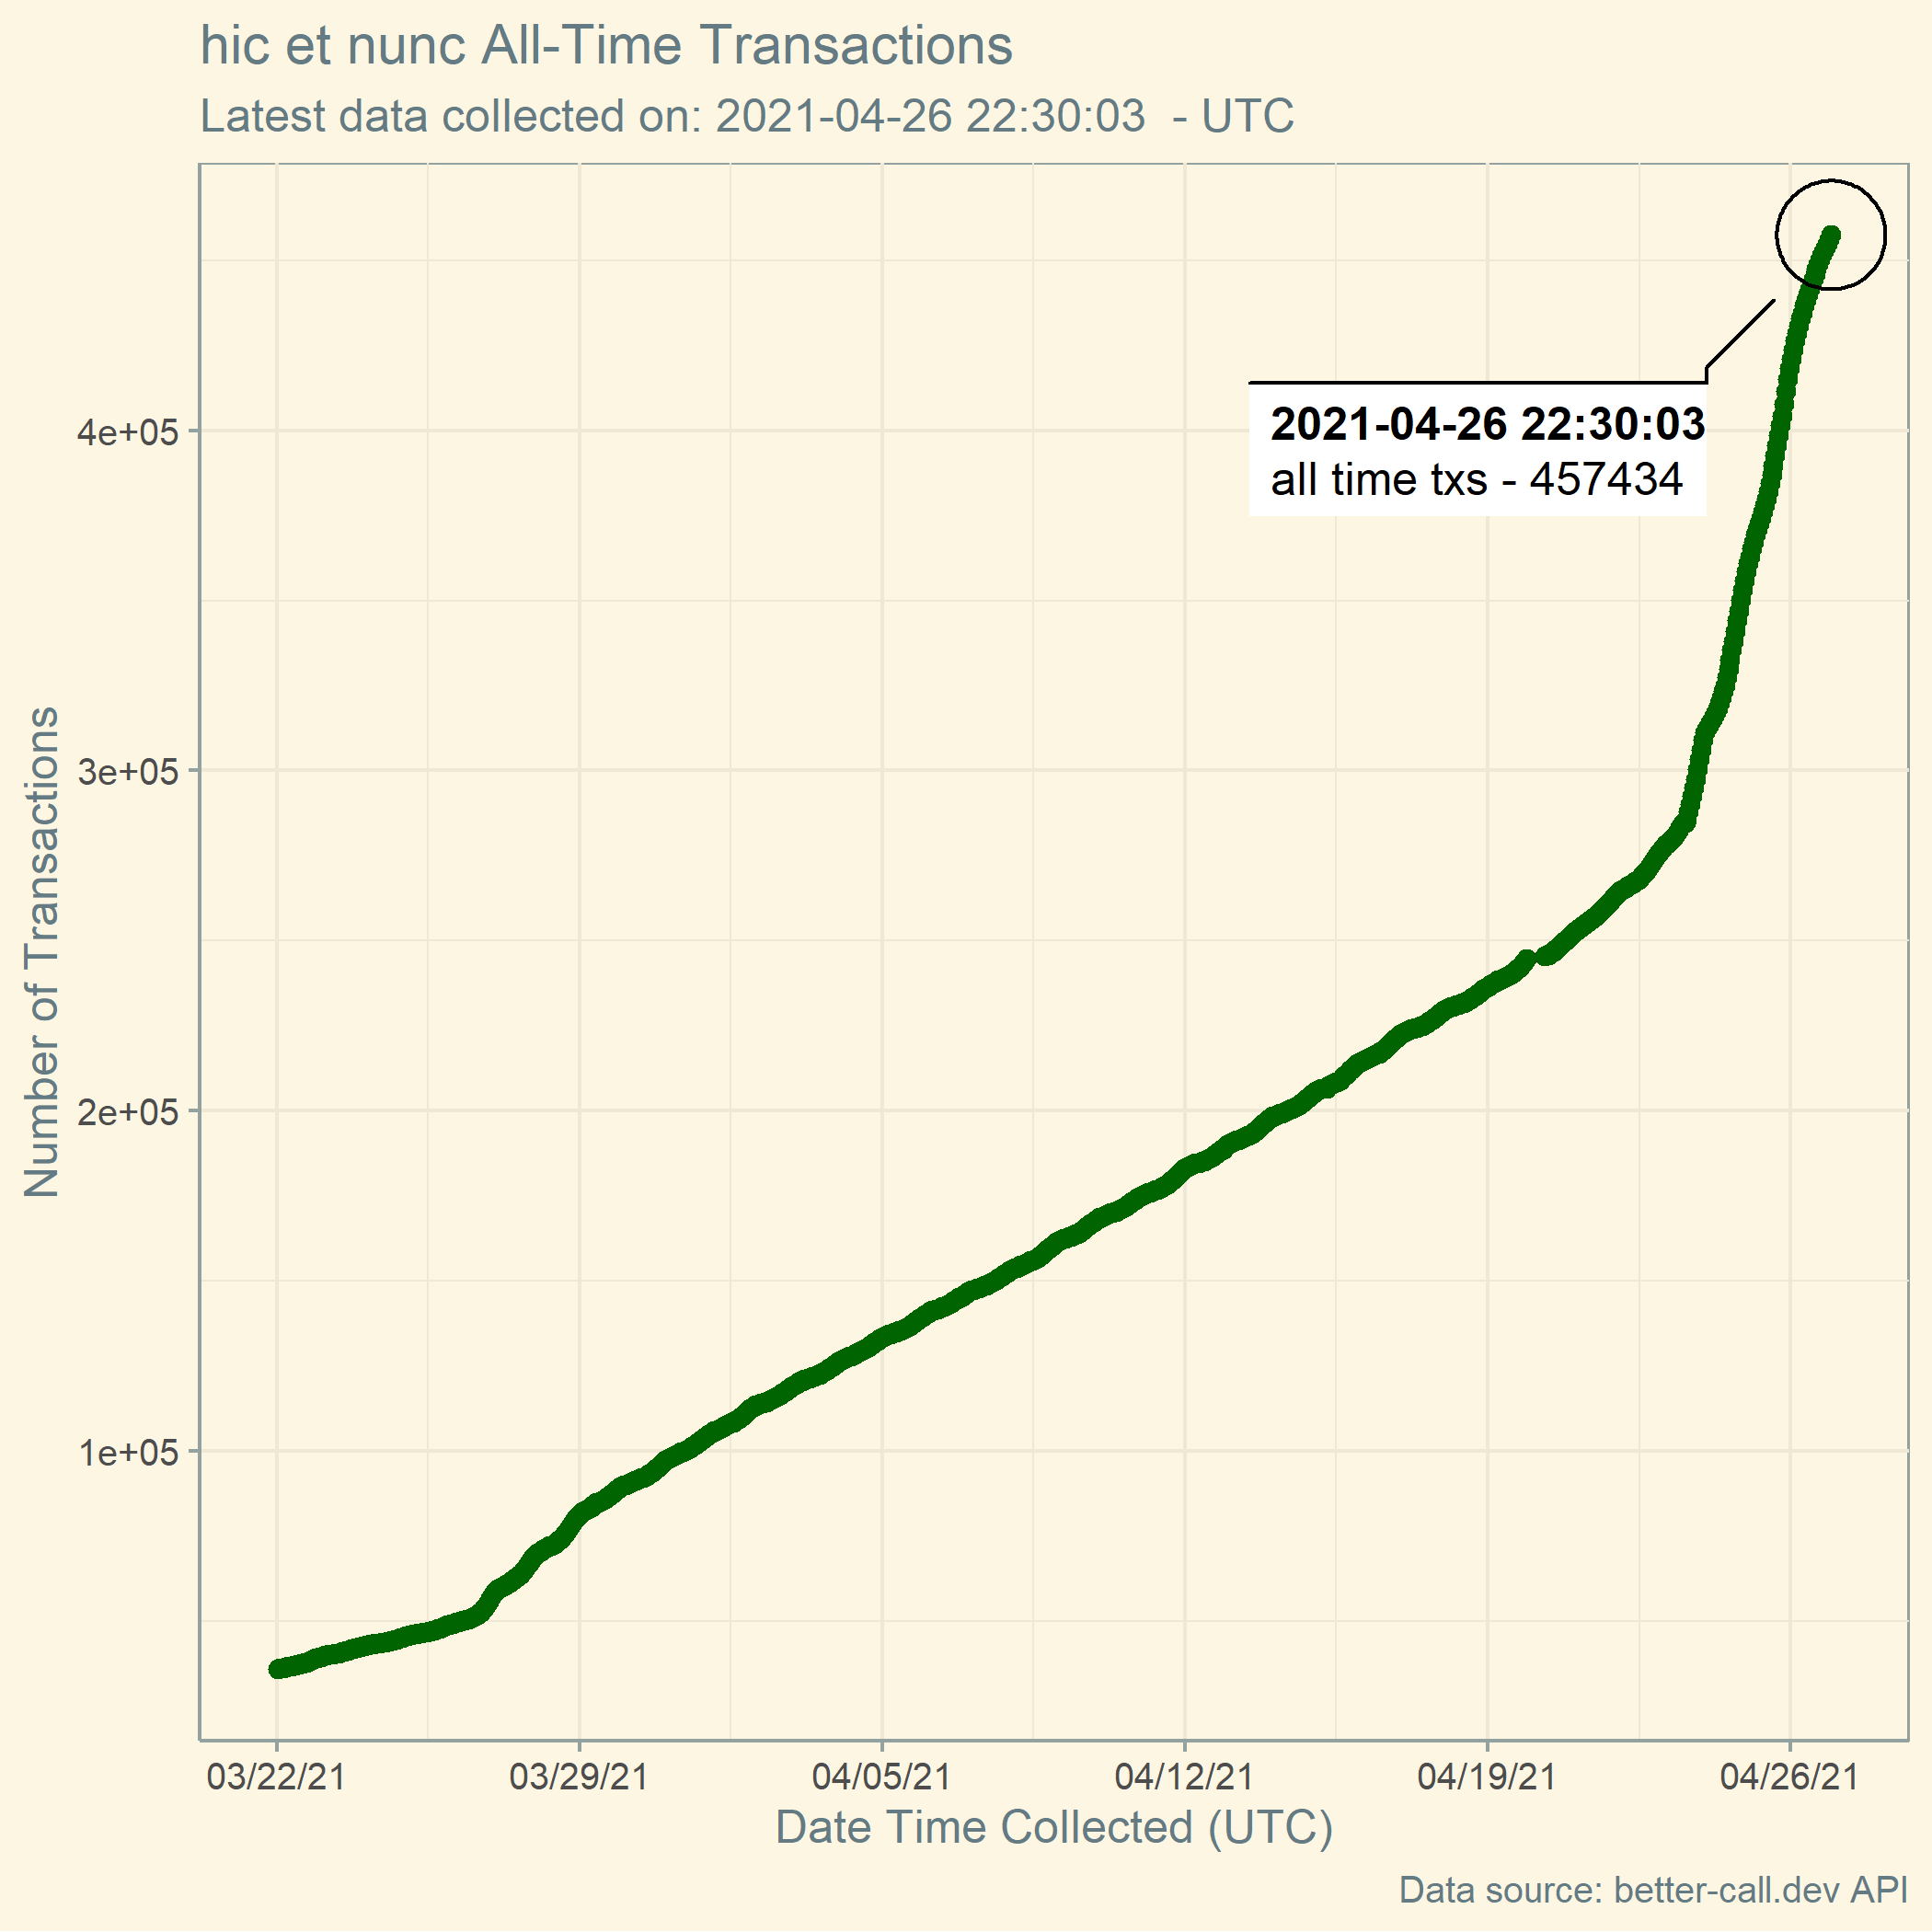 hic et nunc All-Time Transactions
Latest data collected on: 2021-04-26 22:30:03  - UTC
2021-04-26 22:30:03
all time txs - 457434
Number of Transactions
4e+05
3e+05
2e+05
1e+05
03/22/21
03/29/21
04/05/21
04/12/21
04/19/21
04/26/21
Date Time Collected (UTC)
Data source: better-call.dev API